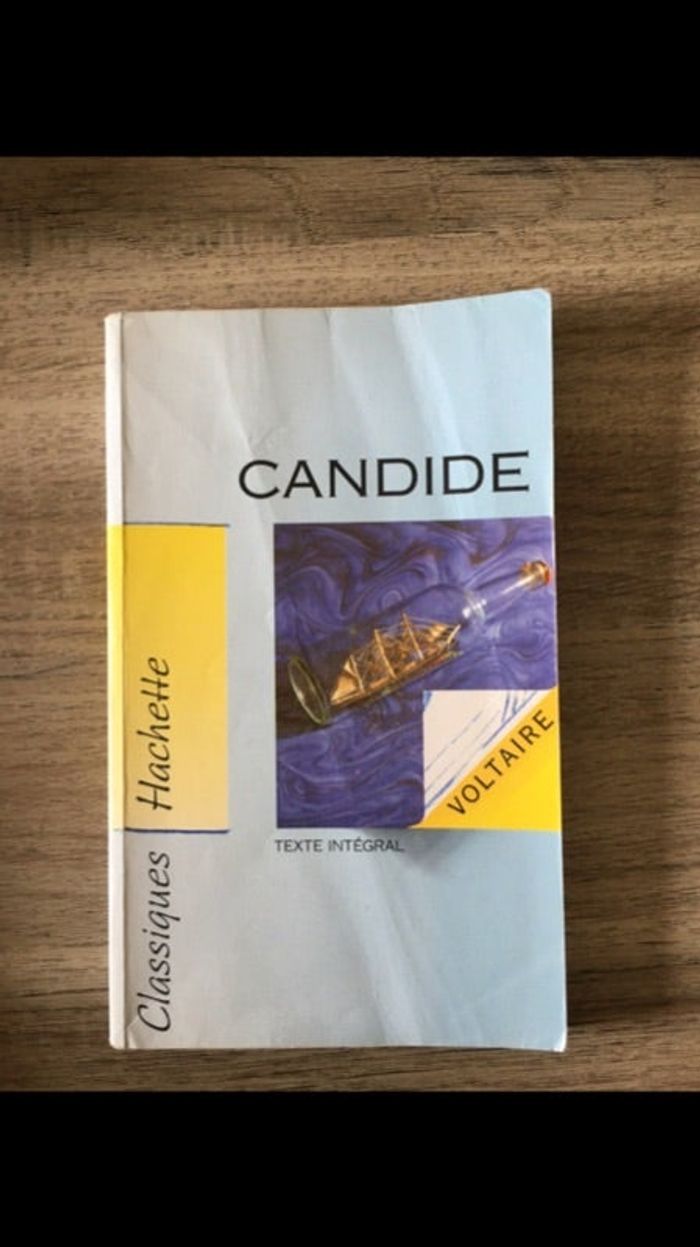 CANDIDE
VOLTAIRE
TEXTE INTÉGRAL
Classiques Hachette